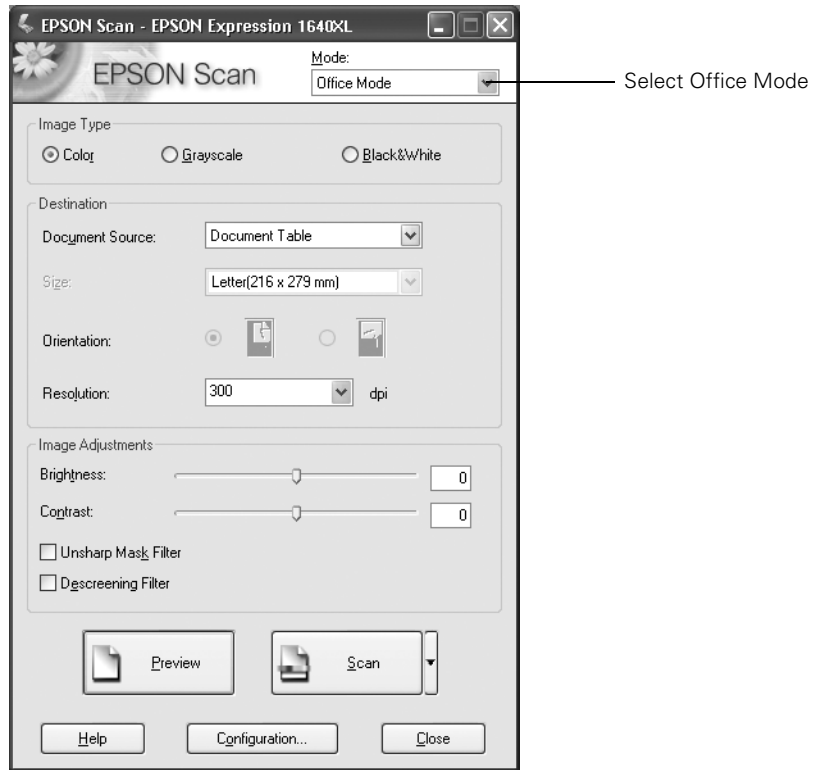 EPSON Scan - EPSON Expression 1640XL
EPSON Scan
Mode:
Office Mode
Select Office Mode
Image Type
Color
Grayscale
Black&White
Destination
Document Source:
Document Table
Size:
Letter(216 x 279 mm)
Orientation:
Resolution:
300
dpi
Image Adjustments
Brightness:
0
Contrast:
0
Unsharp Mask Filter
Descreening Filter
Preview
Scan
Help
Configuration...
Close